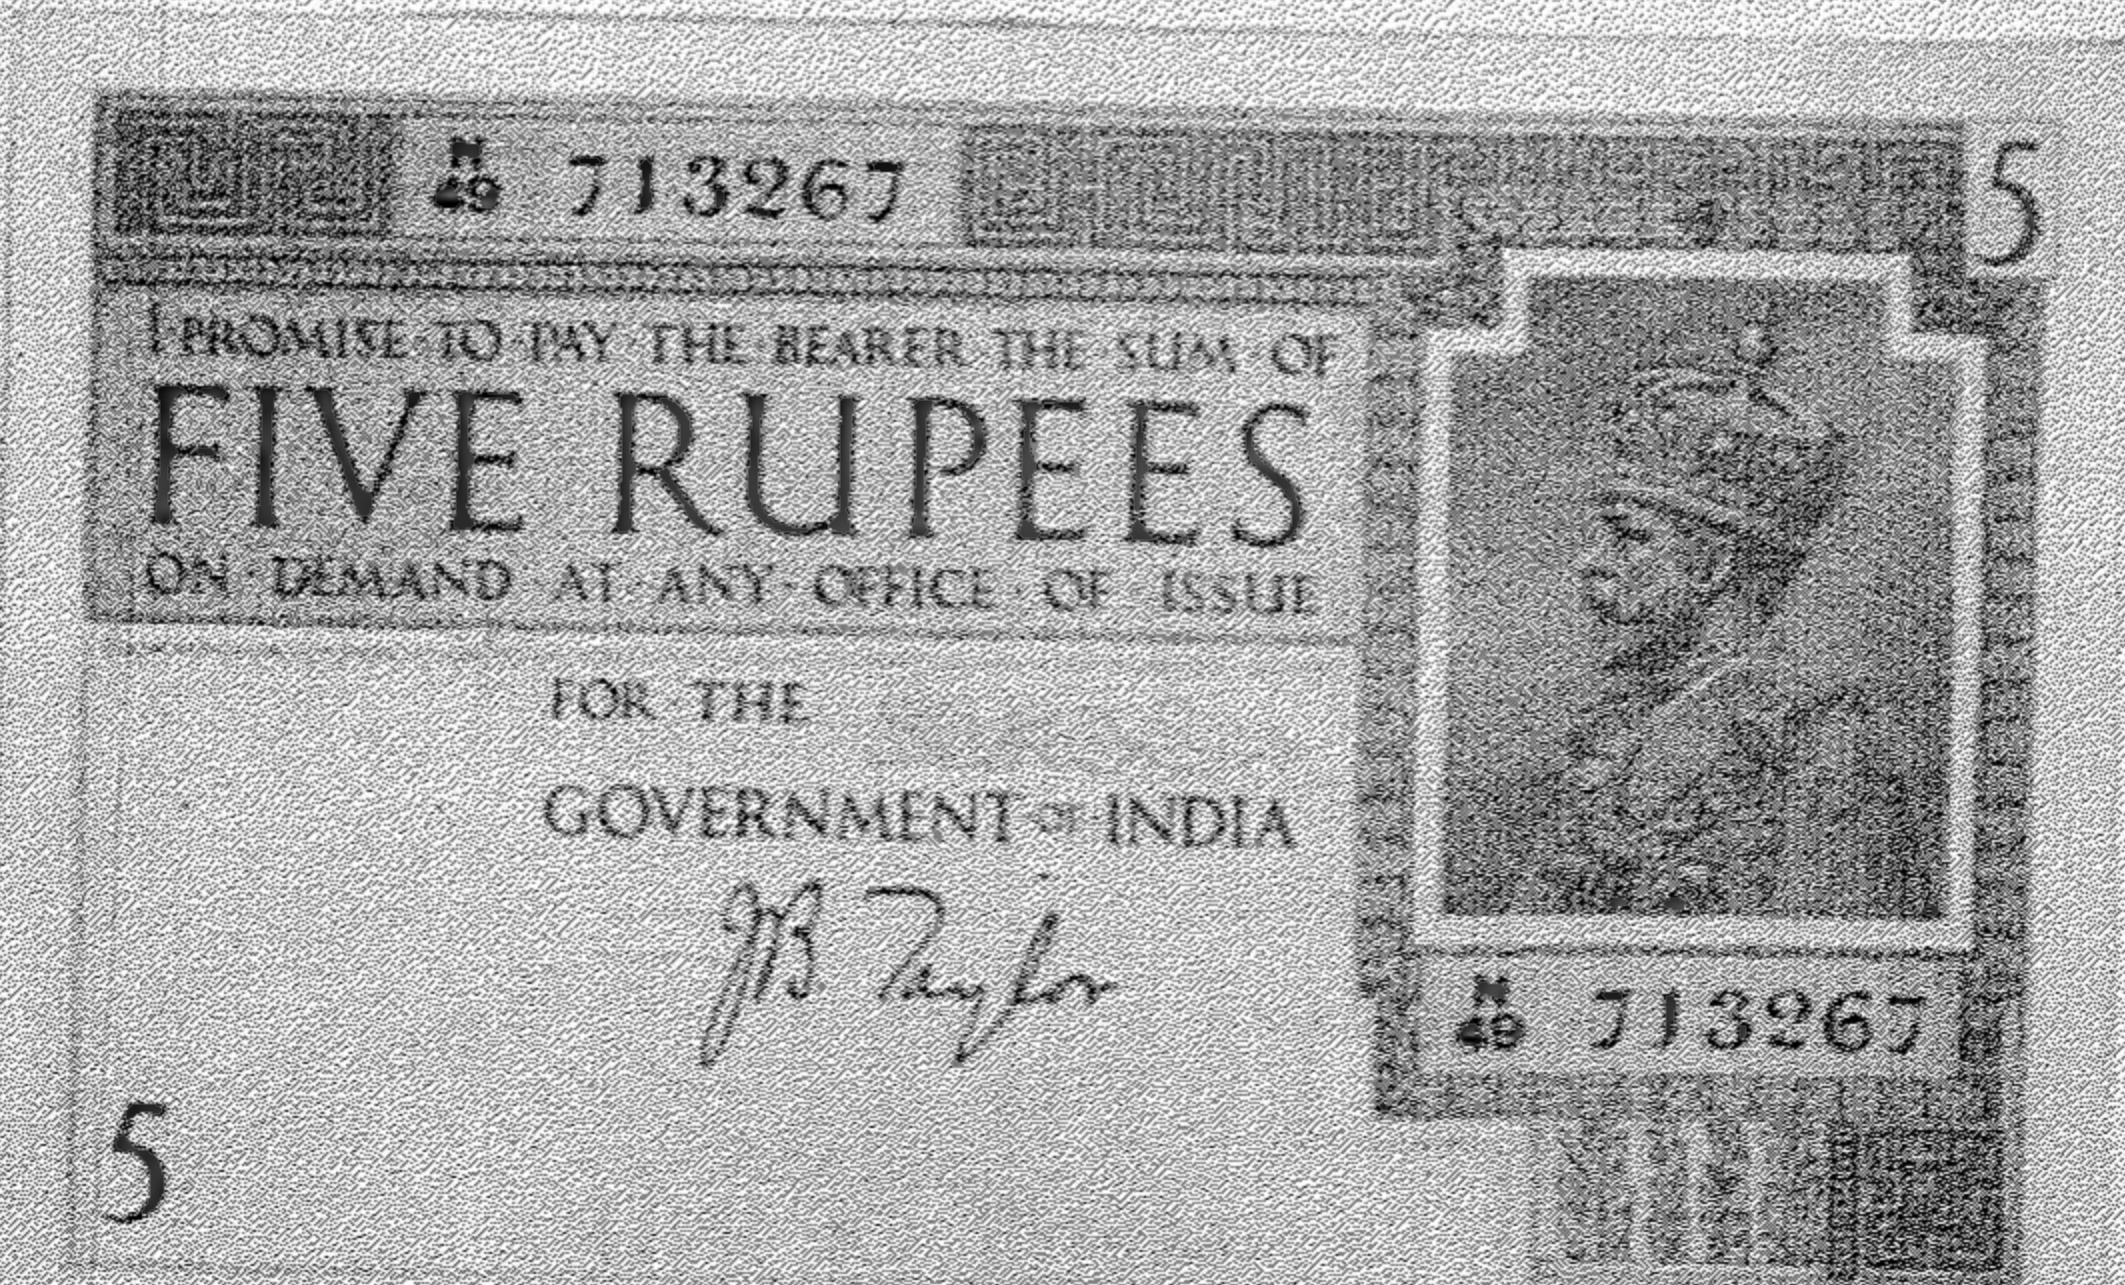 N
49 713267
5
I PROMISE TO PAY THE BEARER THE SUM OF
FIVE RUPEES
ON DEMAND AT ANY OFFICE OF ISSUE
FOR THE
GOVERNMENT OF INDIA
J B Taylor
N
49 713267
5